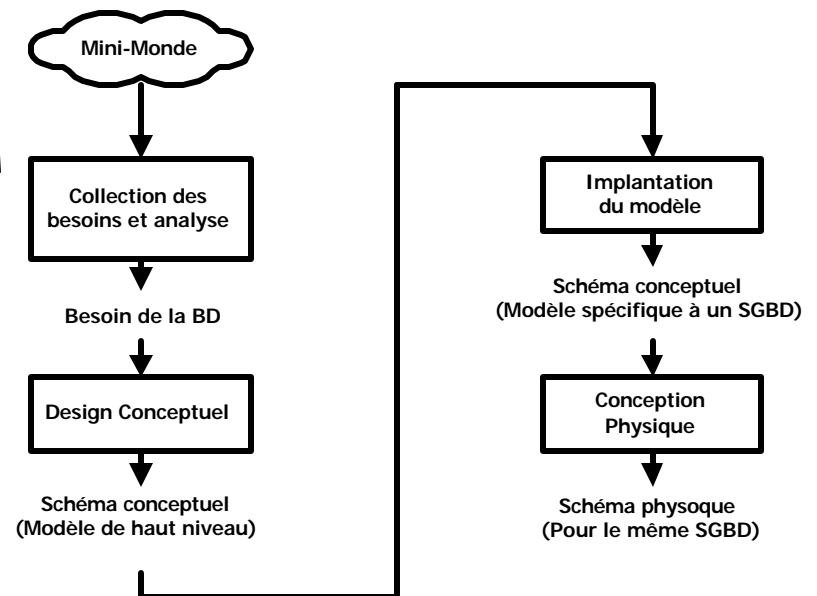 Mini-Monde
Collection des
besoins et analyse
Besoin de la BD
Design Conceptuel
Schéma conceptuel
(Modèle de haut niveau)
Implantation
du modèle
Schéma conceptuel
(Modèle spécifique à un SGBD)
Conception
Physique
Schéma physoque
(Pour le même SGBD)